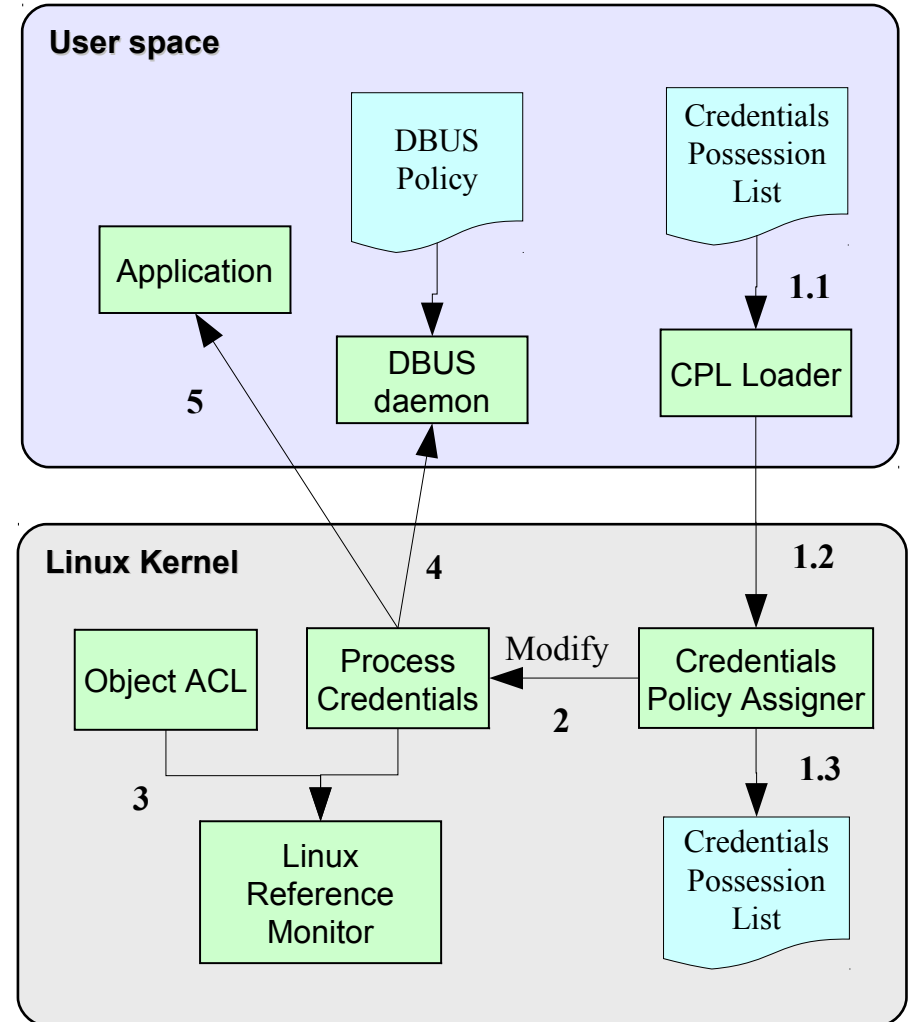 User space
DBUS
Policy
Credentials
Possession
List
Application
1.1
DBUS
daemon
CPL Loader
5
Linux Kernel
4
1.2
Object ACL
Process
Credentials
Modify
2
Credentials
Policy Assigner
3
1.3
Linux
Reference
Monitor
Credentials
Possession
List